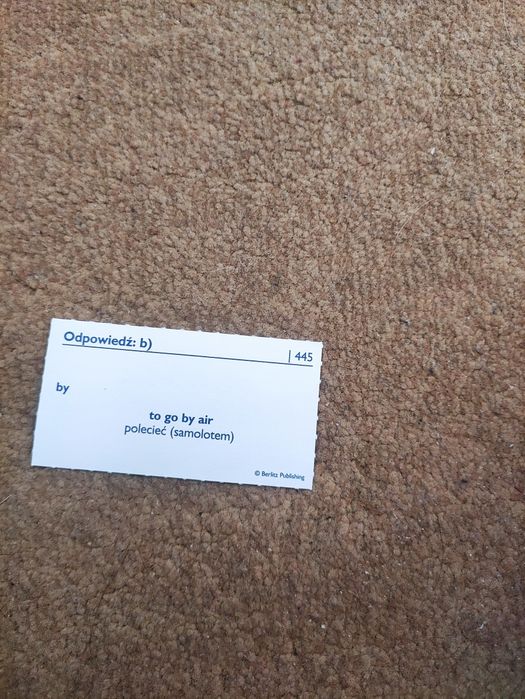 Odpowiedź: b)
| 445
by
to go by air
polecieć (samolotem)
© Berlitz Publishing